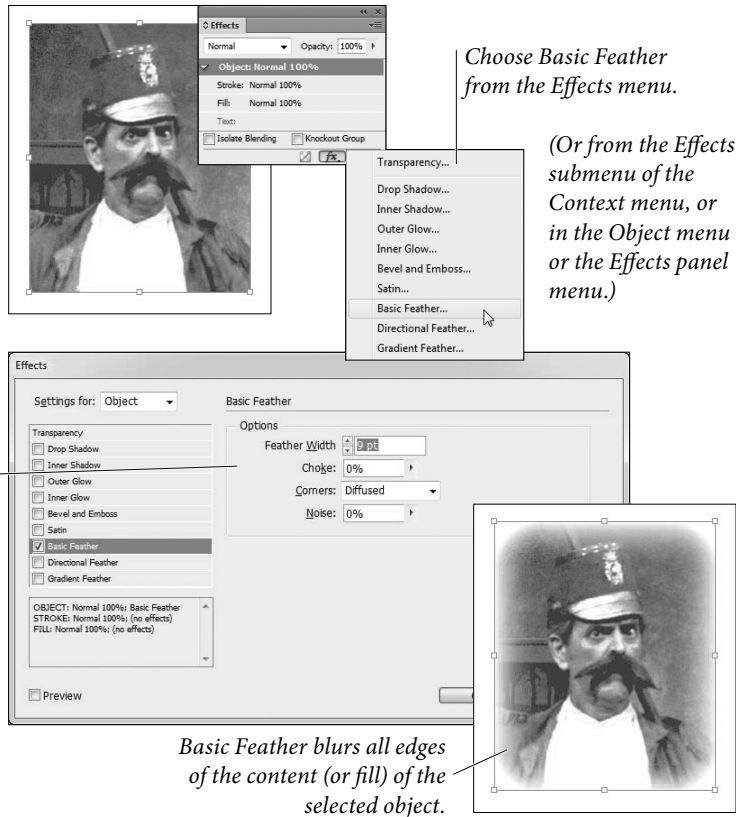 Effects
Normal
Opacity: 100%
Object: Normal 100%
Stroke: Normal 100%
Fill: Normal 100%
Text:
Isolate Blending Knockout Group
fx.
Choose Basic Feather
from the Effects menu.
(Or from the Effects
submenu of the
Context menu, or
in the Object menu
or the Effects panel
menu.)
Transparency...
Drop Shadow...
Inner Shadow...
Outer Glow...
Inner Glow...
Bevel and Emboss...
Satin...
Basic Feather...
Directional Feather...
Gradient Feather...
Effects
Settings for: Object
Transparency
Drop Shadow
Inner Shadow
Outer Glow
Inner Glow
Bevel and Emboss
Satin
Basic Feather
Directional Feather
Gradient Feather
OBJECT: Normal 100%; Basic Feather
STROKE: Normal 100%; (no effects)
FILL: Normal 100%; (no effects)
Preview
Basic Feather
Options
Feather Width 9 pt
Choke: 0%
Corners: Diffused
Noise: 0%
Basic Feather blurs all edges
of the content (or fill) of the
selected object.